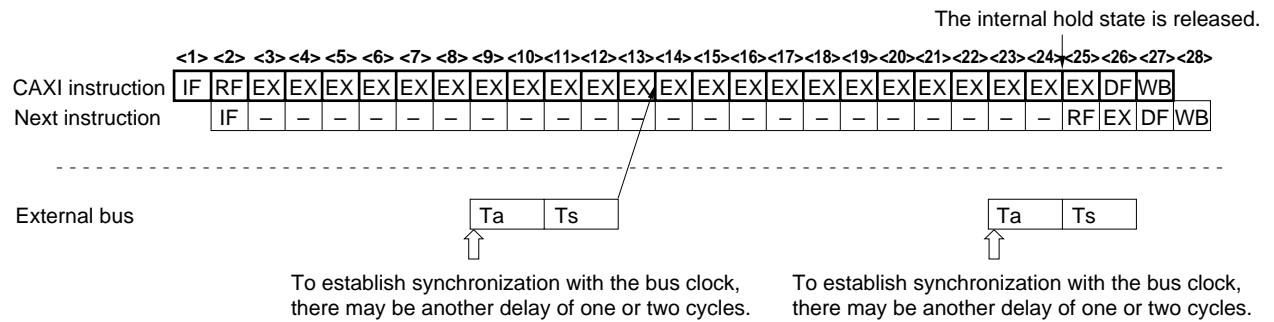 The internal hold state is released.
<1> <2> <3> <4> <5> <6> <7> <8> <9> <10> <11> <12> <13> <14> <15> <16> <17> <18> <19> <20> <21> <22> <23> <24> <25> <26> <27> <28>
CAXI instruction IF RF EX EX EX EX EX EX EX EX EX EX EX EX EX EX EX EX EX EX EX EX EX EX EX DF WB
Next instruction IF – – – – – – – – – – – – – – – – – – – – – – RF EX DF WB
External bus Ta Ts Ta Ts
To establish synchronization with the bus clock,
there may be another delay of one or two cycles.
To establish synchronization with the bus clock,
there may be another delay of one or two cycles.